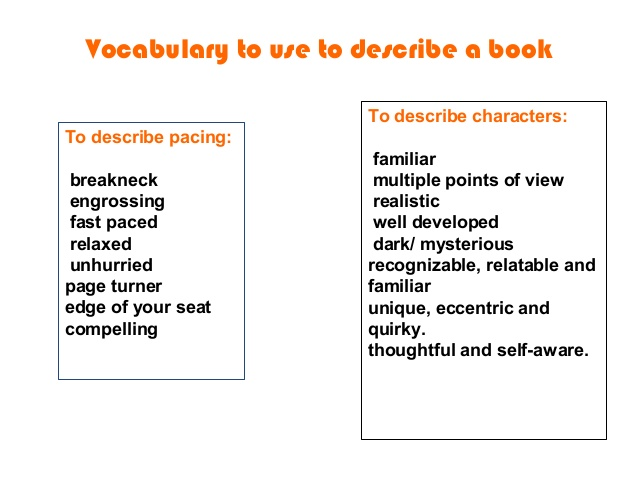 Vocabulary to use to describe a book
To describe pacing:
breakneck
engrossing
fast paced
relaxed
unhurried
page turner
edge of your seat
compelling
To describe characters:
familiar
multiple points of view
realistic
well developed
dark/ mysterious
recognizable, relatable and
familiar
unique, eccentric and
quirky.
thoughtful and self-aware.